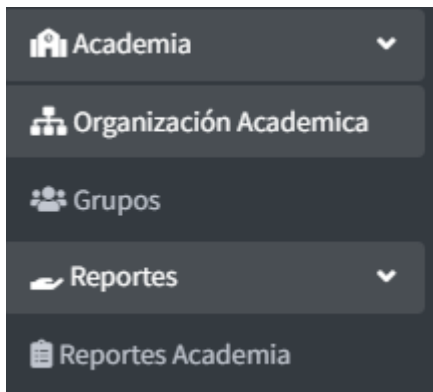 Academia
Organización Academica
Grupos
Reportes
Reportes Academia